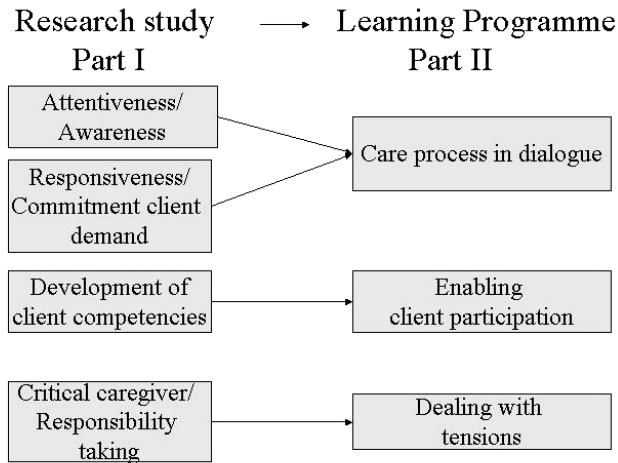 Research study
Part I
Learning Programme
Part II
Attentiveness/
Awareness
Responsiveness/
Commitment client
demand
Care process in dialogue
Development of
client competencies
Enabling
client participation
Critical caregiver/
Responsibility
taking
Dealing with
tensions